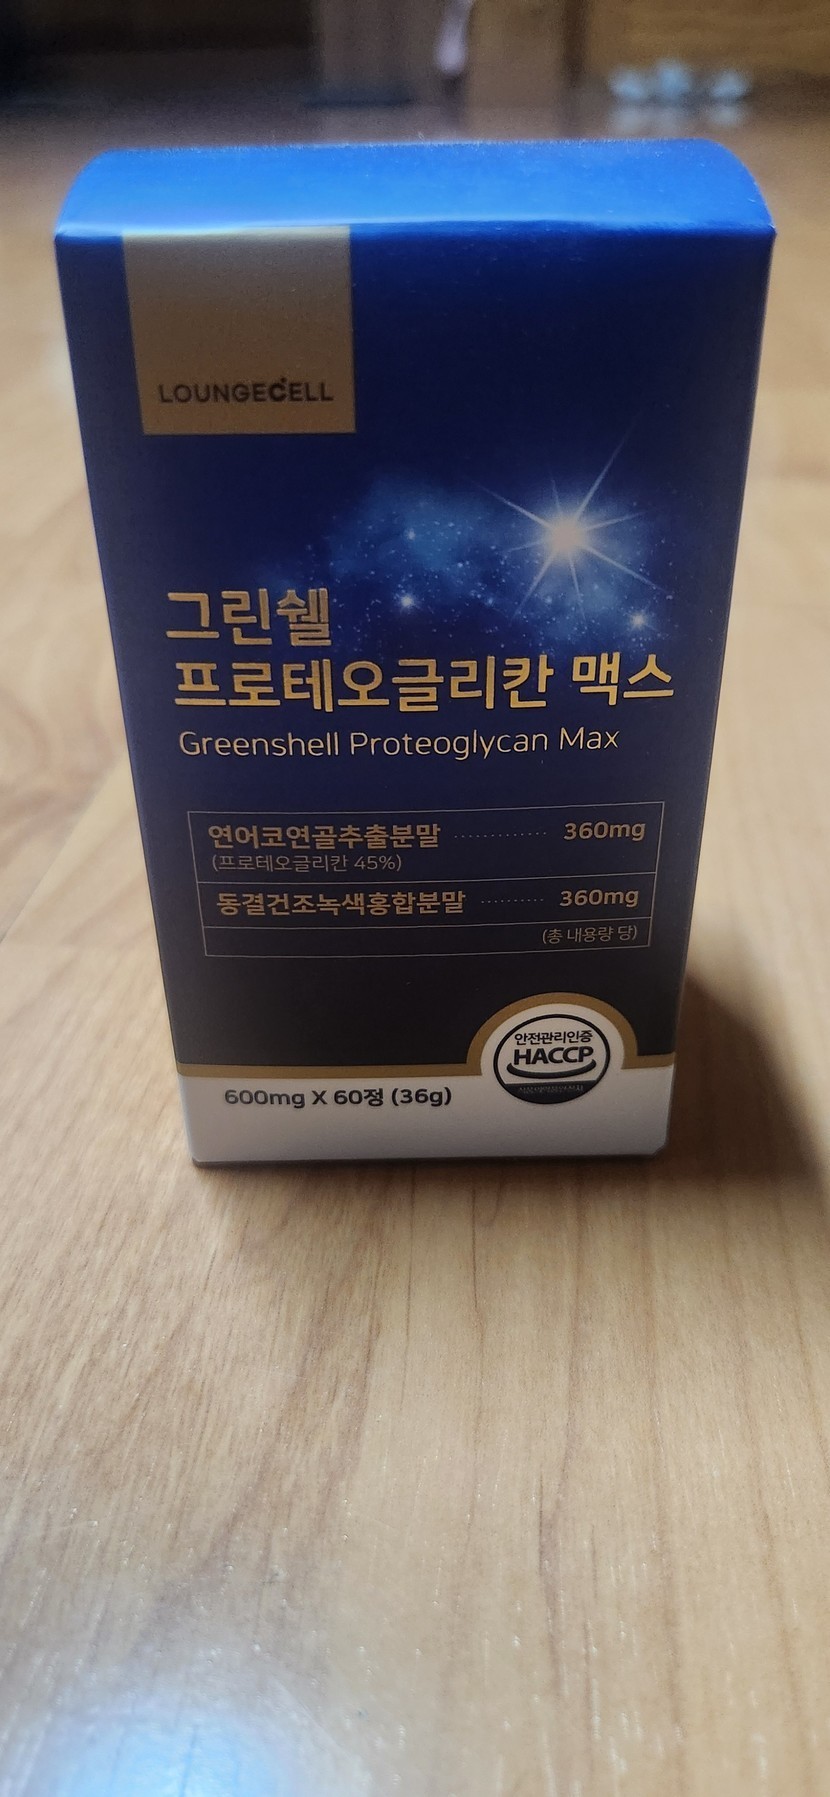 LOUNGECELL
그린쉘
프로테오글리칸 맥스
Greenshell Proteoglycan Max
연어코연골추출분말 ············· 360mg
(프로테오글리칸 45%)
동결건조녹색홍합분말 ·········· 360mg
(총 내용량 당)
안전관리인증
HACCP
600mg X 60정 (36g)